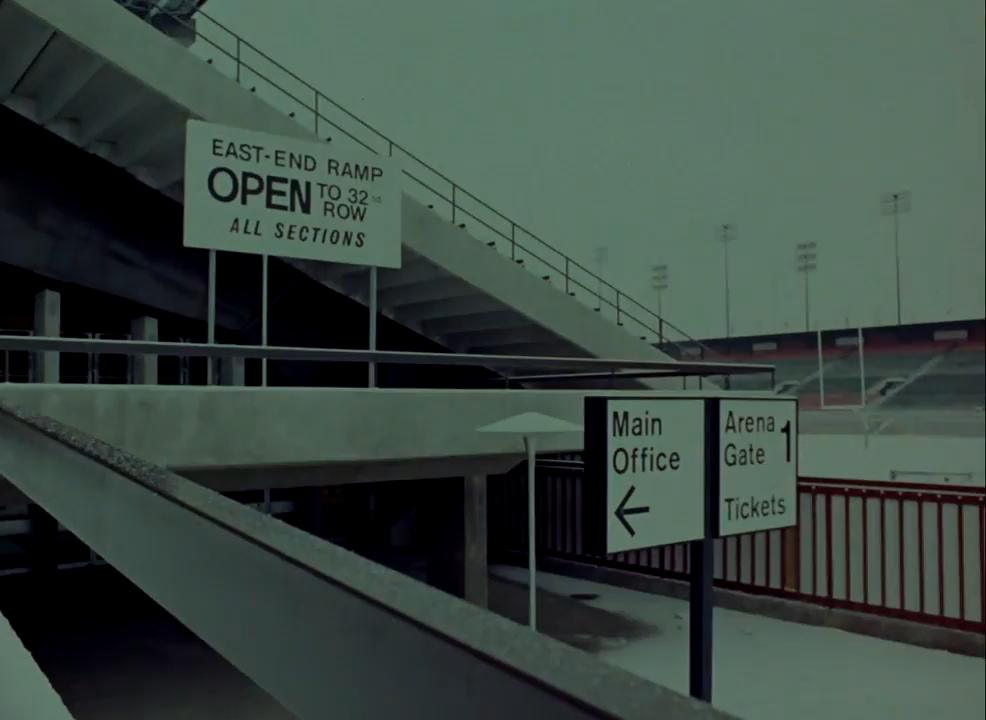 EAST-END RAMP
OPEN TO 32nd
ROW
ALL SECTIONS
Main
Office
←
Arena
Gate 1
Tickets